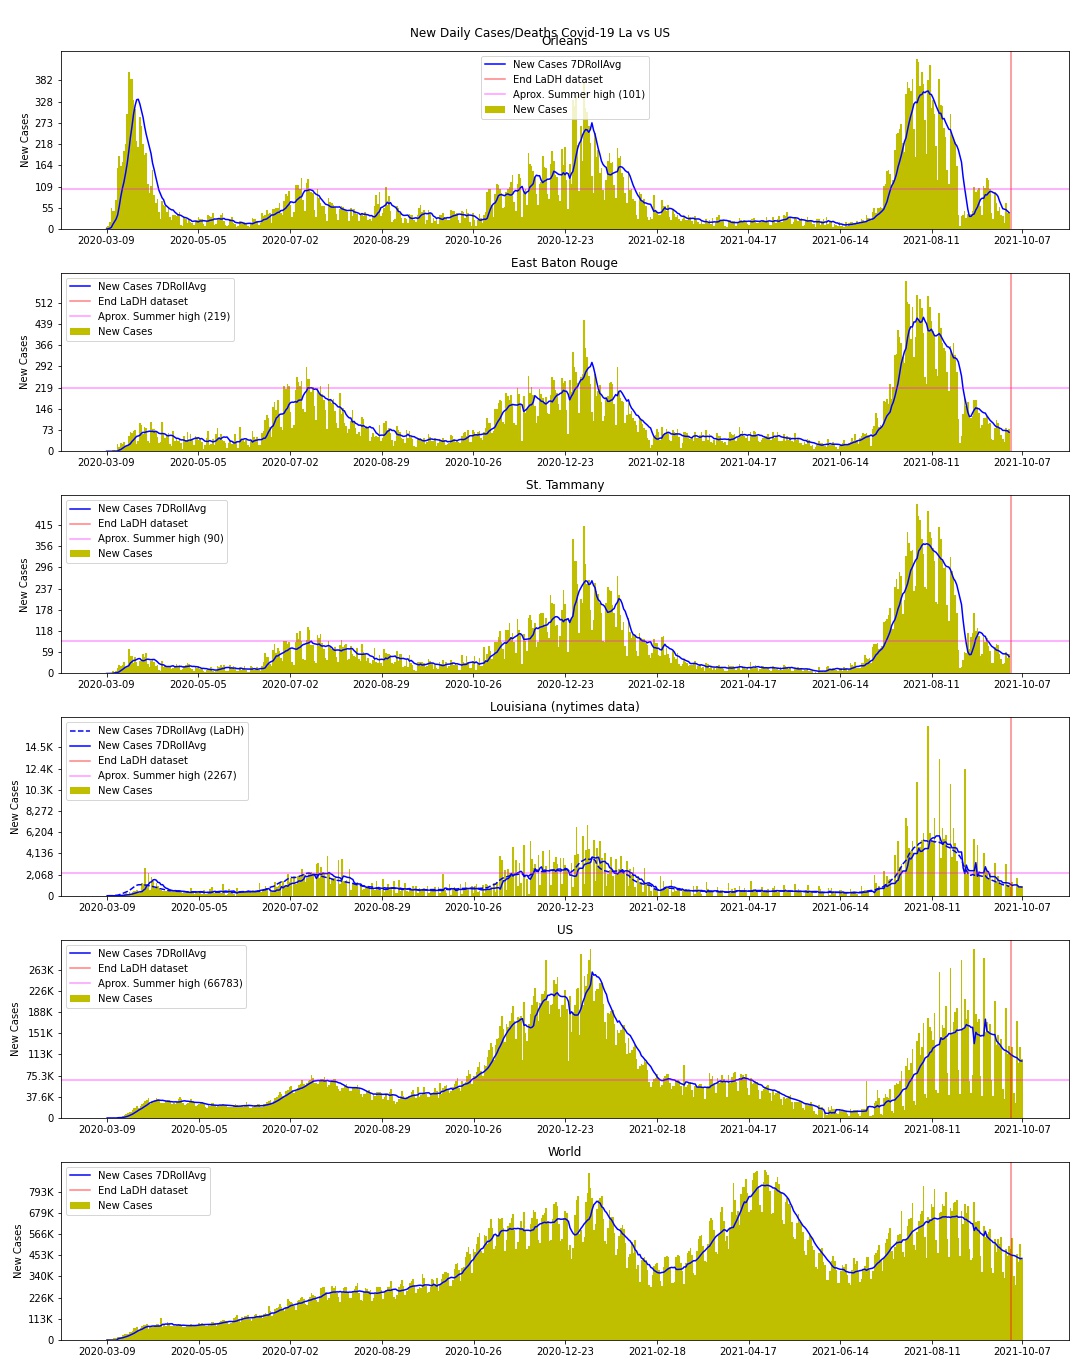 New Daily Cases/Deaths Covid-19 La vs US
Orleans
New Cases 7DRollAvg
End LaDH dataset
Aprox. Summer high (101)
New Cases
New Cases
382
328
273
218
164
109
55
0
2020-03-09 2020-05-05 2020-07-02 2020-08-29 2020-10-26 2020-12-23 2021-02-18 2021-04-17 2021-06-14 2021-08-11 2021-10-07
East Baton Rouge
New Cases 7DRollAvg
End LaDH dataset
Aprox. Summer high (219)
New Cases
New Cases
512
439
366
292
219
146
73
0
2020-03-09 2020-05-05 2020-07-02 2020-08-29 2020-10-26 2020-12-23 2021-02-18 2021-04-17 2021-06-14 2021-08-11 2021-10-07
St. Tammany
New Cases 7DRollAvg
End LaDH dataset
Aprox. Summer high (90)
New Cases
New Cases
415
356
296
237
178
118
59
0
2020-03-09 2020-05-05 2020-07-02 2020-08-29 2020-10-26 2020-12-23 2021-02-18 2021-04-17 2021-06-14 2021-08-11 2021-10-07
Louisiana (nytimes data)
New Cases 7DRollAvg (LaDH)
New Cases 7DRollAvg
End LaDH dataset
Aprox. Summer high (2267)
New Cases
New Cases
14.5K
12.4K
10.3K
8,272
6,204
4,136
2,068
0
2020-03-09 2020-05-05 2020-07-02 2020-08-29 2020-10-26 2020-12-23 2021-02-18 2021-04-17 2021-06-14 2021-08-11 2021-10-07
US
New Cases 7DRollAvg
End LaDH dataset
Aprox. Summer high (66783)
New Cases
New Cases
263K
226K
188K
151K
113K
75.3K
37.6K
0
2020-03-09 2020-05-05 2020-07-02 2020-08-29 2020-10-26 2020-12-23 2021-02-18 2021-04-17 2021-06-14 2021-08-11 2021-10-07
World
New Cases 7DRollAvg
End LaDH dataset
New Cases
New Cases
793K
679K
566K
453K
340K
226K
113K
0
2020-03-09 2020-05-05 2020-07-02 2020-08-29 2020-10-26 2020-12-23 2021-02-18 2021-04-17 2021-06-14 2021-08-11 2021-10-07